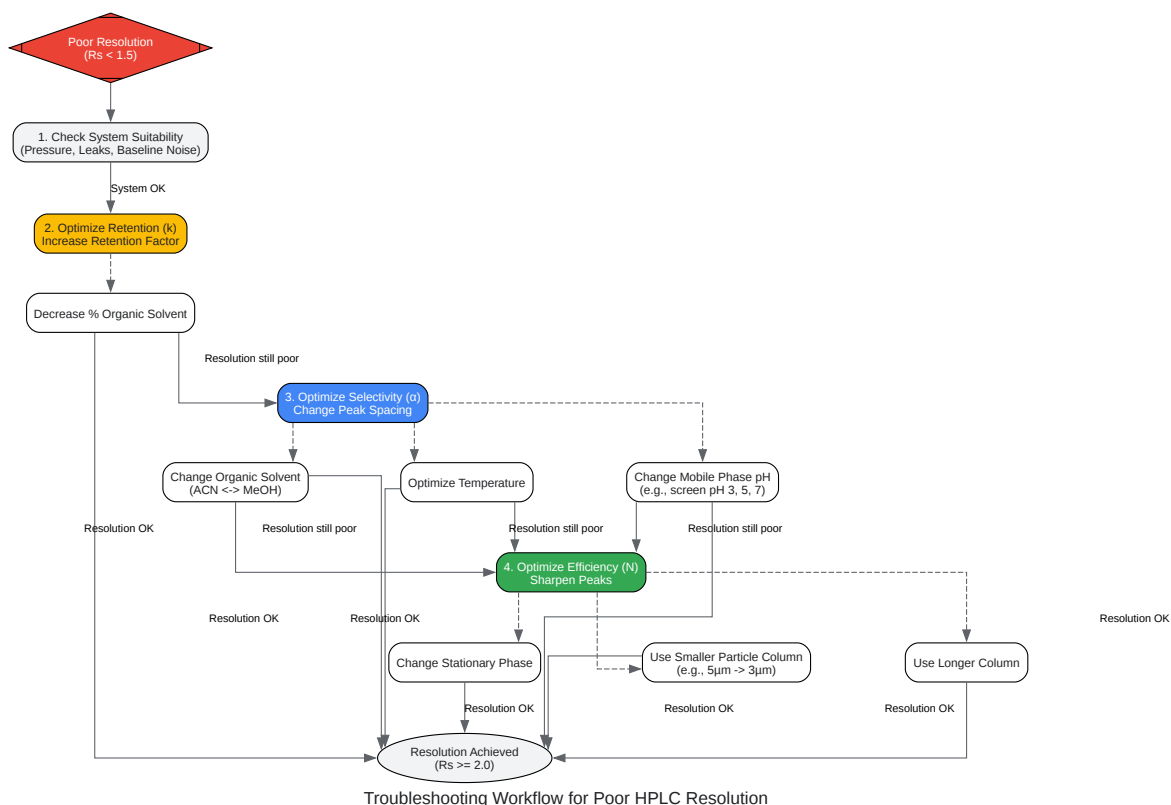 Poor Resolution
(Rs < 1.5)
1. Check System Suitability
(Pressure, Leaks, Baseline Noise)
System OK
2. Optimize Retention (k)
Increase Retention Factor
Decrease % Organic Solvent
Resolution still poor
3. Optimize Selectivity (α)
Change Peak Spacing
Change Organic Solvent
(ACN <-> MeOH)
Optimize Temperature
Change Mobile Phase pH
(e.g., screen pH 3, 5, 7)
Resolution OK
Resolution still poor
Resolution still poor
Resolution still poor
4. Optimize Efficiency (N)
Sharpen Peaks
Resolution OK
Resolution OK
Resolution OK
Change Stationary Phase
Use Smaller Particle Column
(e.g., 5µm -> 3µm)
Use Longer Column
Resolution OK
Resolution OK
Resolution OK
Resolution Achieved
(Rs >= 2.0)
Troubleshooting Workflow for Poor HPLC Resolution